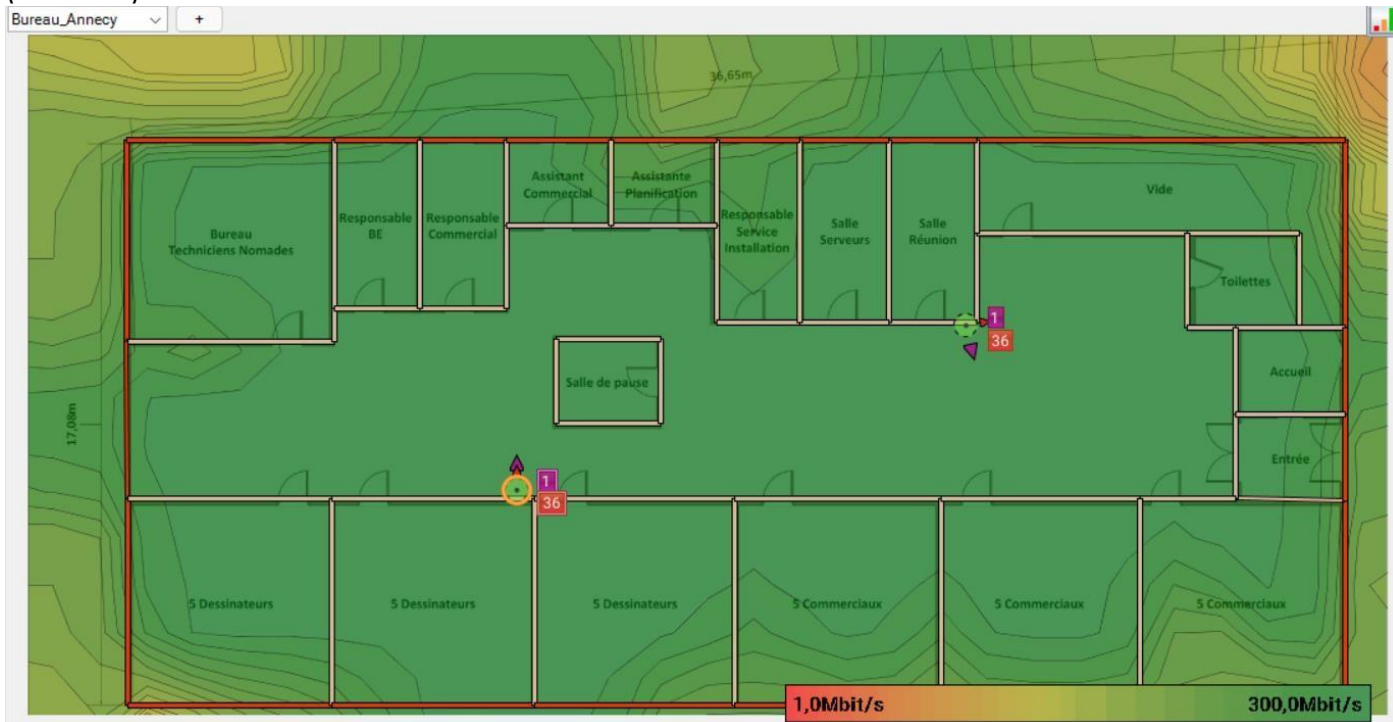 Bureau_Annecy
+
36,65m
Assistant
Commercial
Assistante
Planification
Vide
Responsable
BE
Responsable
Commercial
Responsable
Service
Installation
Salle
Serveurs
Salle
Réunion
Bureau
Techniciens Nomades
Toilettes
1
36
Accueil
Salle de pause
17,08m
Entrée
1
36
5 Dessinateurs
5 Dessinateurs
5 Dessinateurs
5 Commerciaux
5 Commerciaux
5 Commerciaux
1,0Mbit/s
300,0Mbit/s